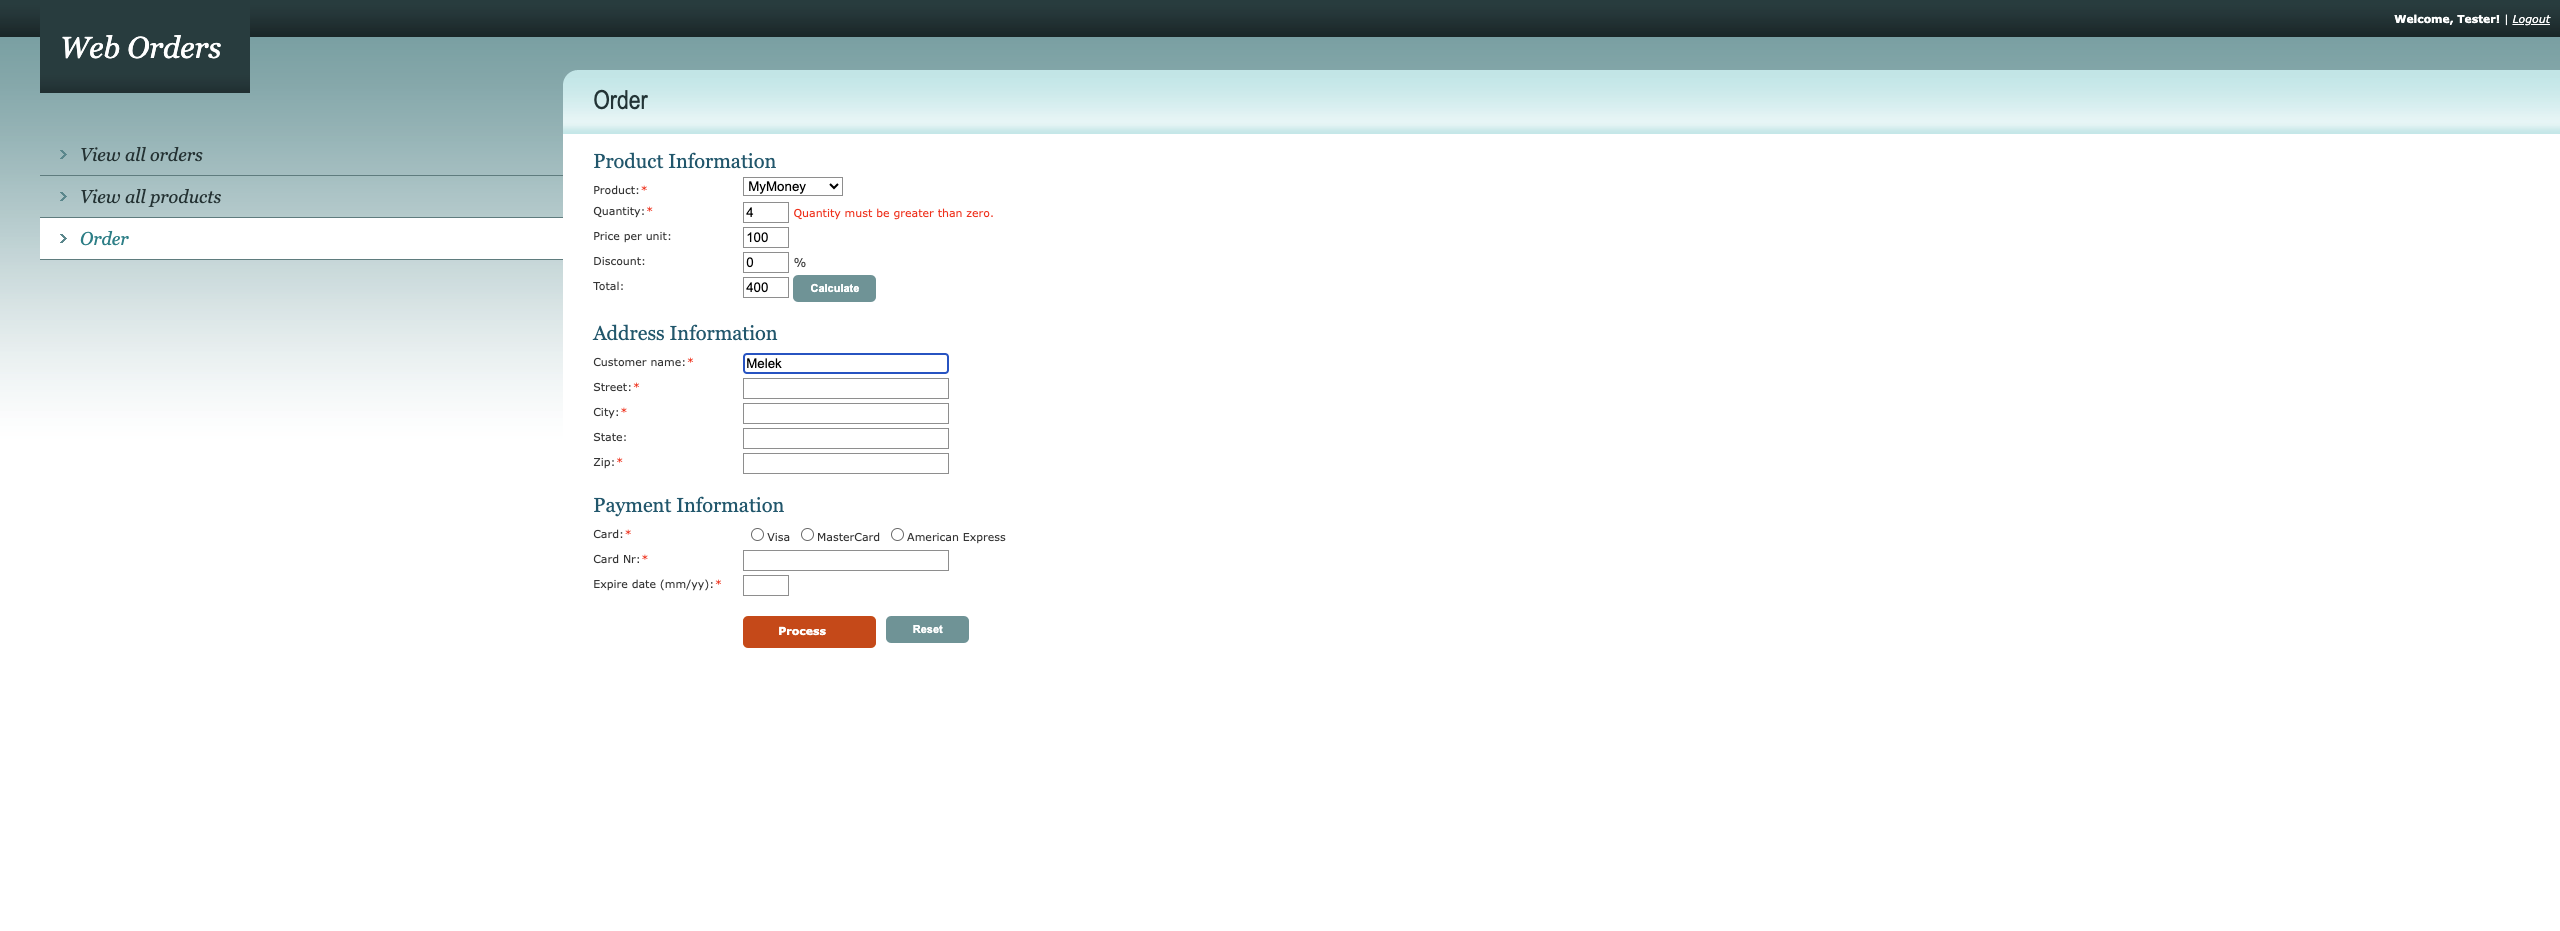 Welcome, Tester! | Logout
Web Orders
View all orders
View all products
Order
Order
Product Information
Product:* MyMoney
Quantity:* 4 Quantity must be greater than zero.
Price per unit: 100
Discount: 0 %
Total: 400 Calculate
Address Information
Customer name:* Melek
Street:*
City:*
State:
Zip:*
Payment Information
Card:* Visa MasterCard American Express
Card Nr:*
Expire date (mm/yy):*
Process Reset